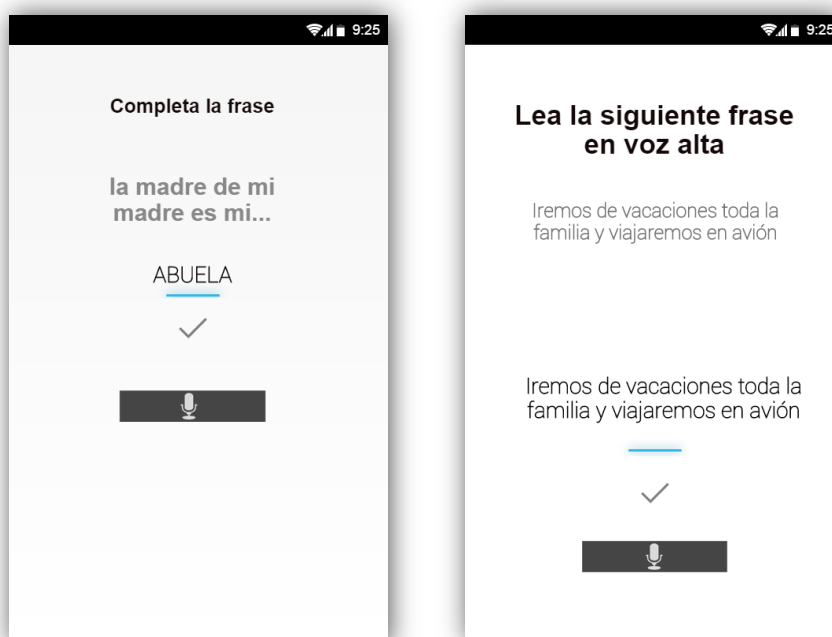 9:25
Completa la frase
la madre de mi
madre es mi...
ABUELA
9:25
Lea la siguiente frase
en voz alta
Iremos de vacaciones toda la
familia y viajaremos en avión
Iremos de vacaciones toda la
familia y viajaremos en avión